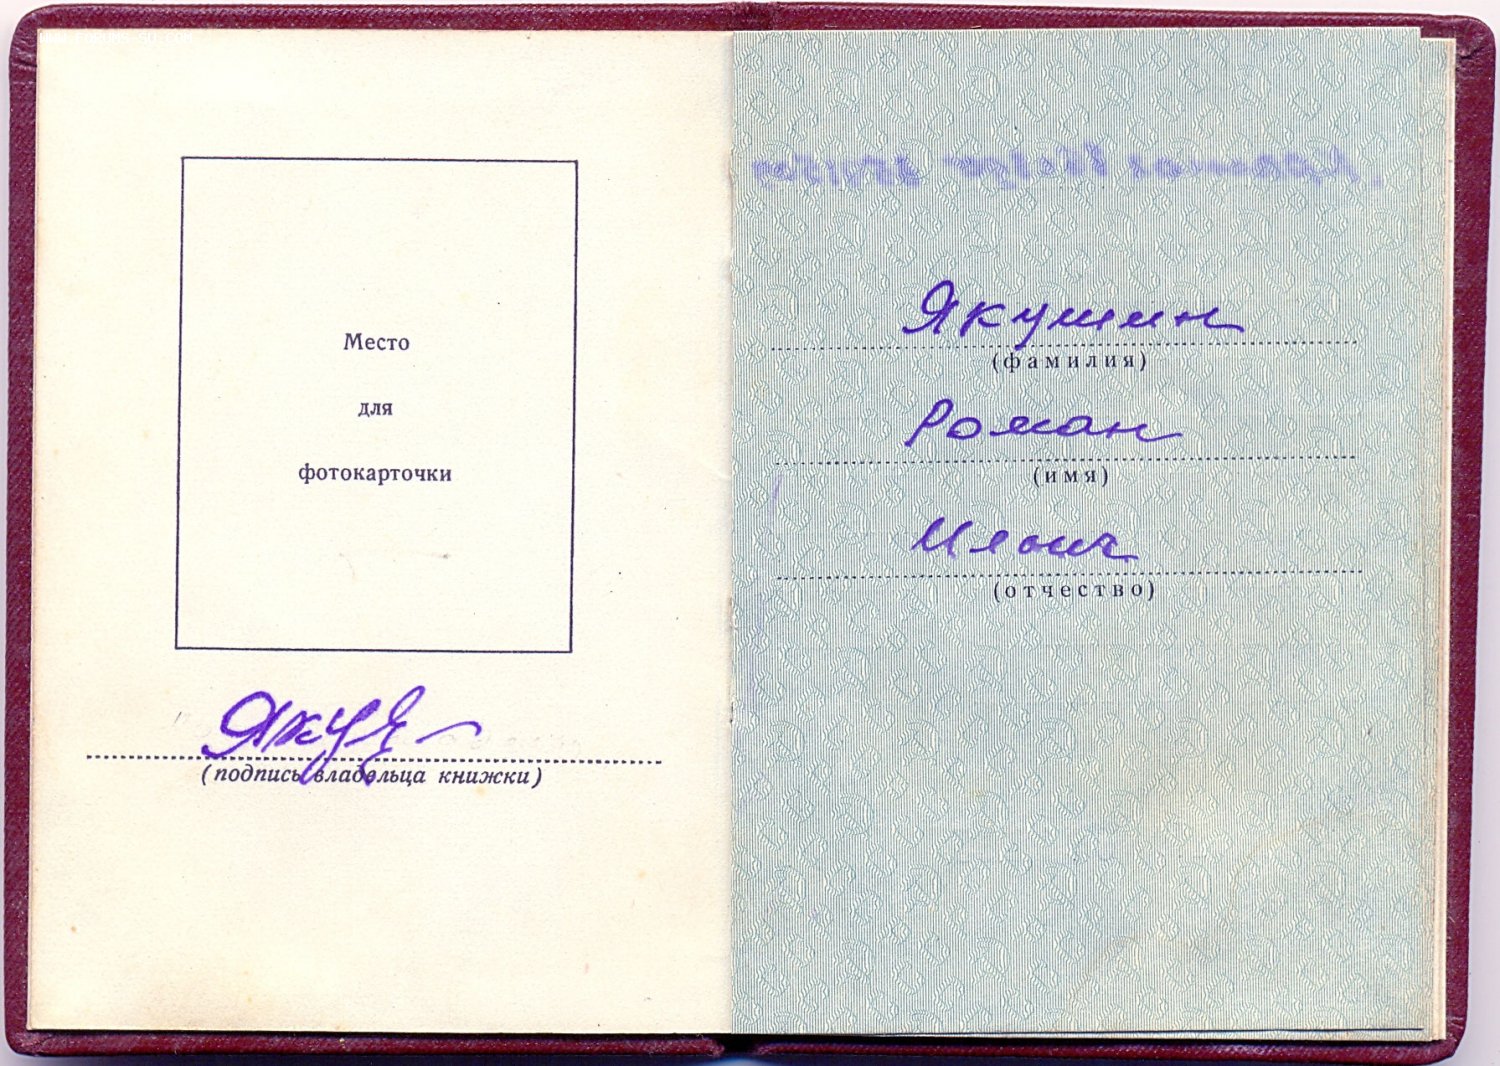 Место
для
фотокарточки
(подпись владельца книжки)
Якушин
(фамилия)
Роман
(имя)
Ильич
(отчество)